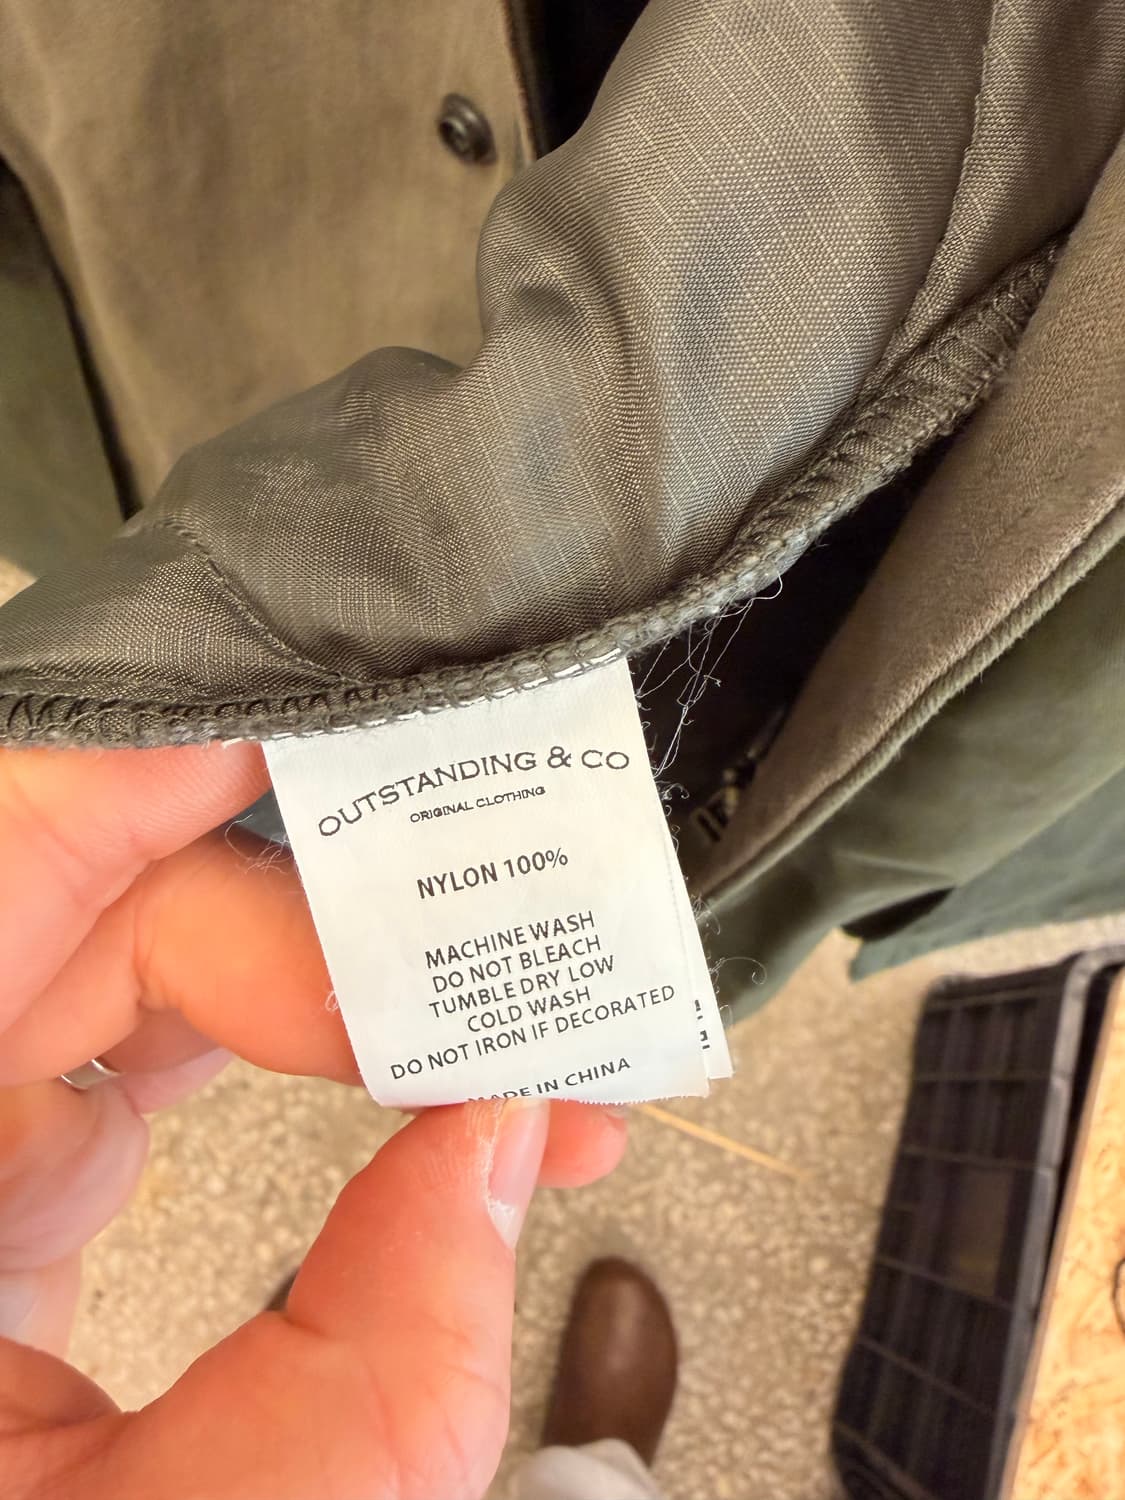 OUTSTANDING & CO
ORIGINAL CLOTHING
NYLON 100%
MACHINE WASH
DO NOT BLEACH
TUMBLE DRY LOW
COLD WASH
DO NOT IRON IF DECORATED
MADE IN CHINA